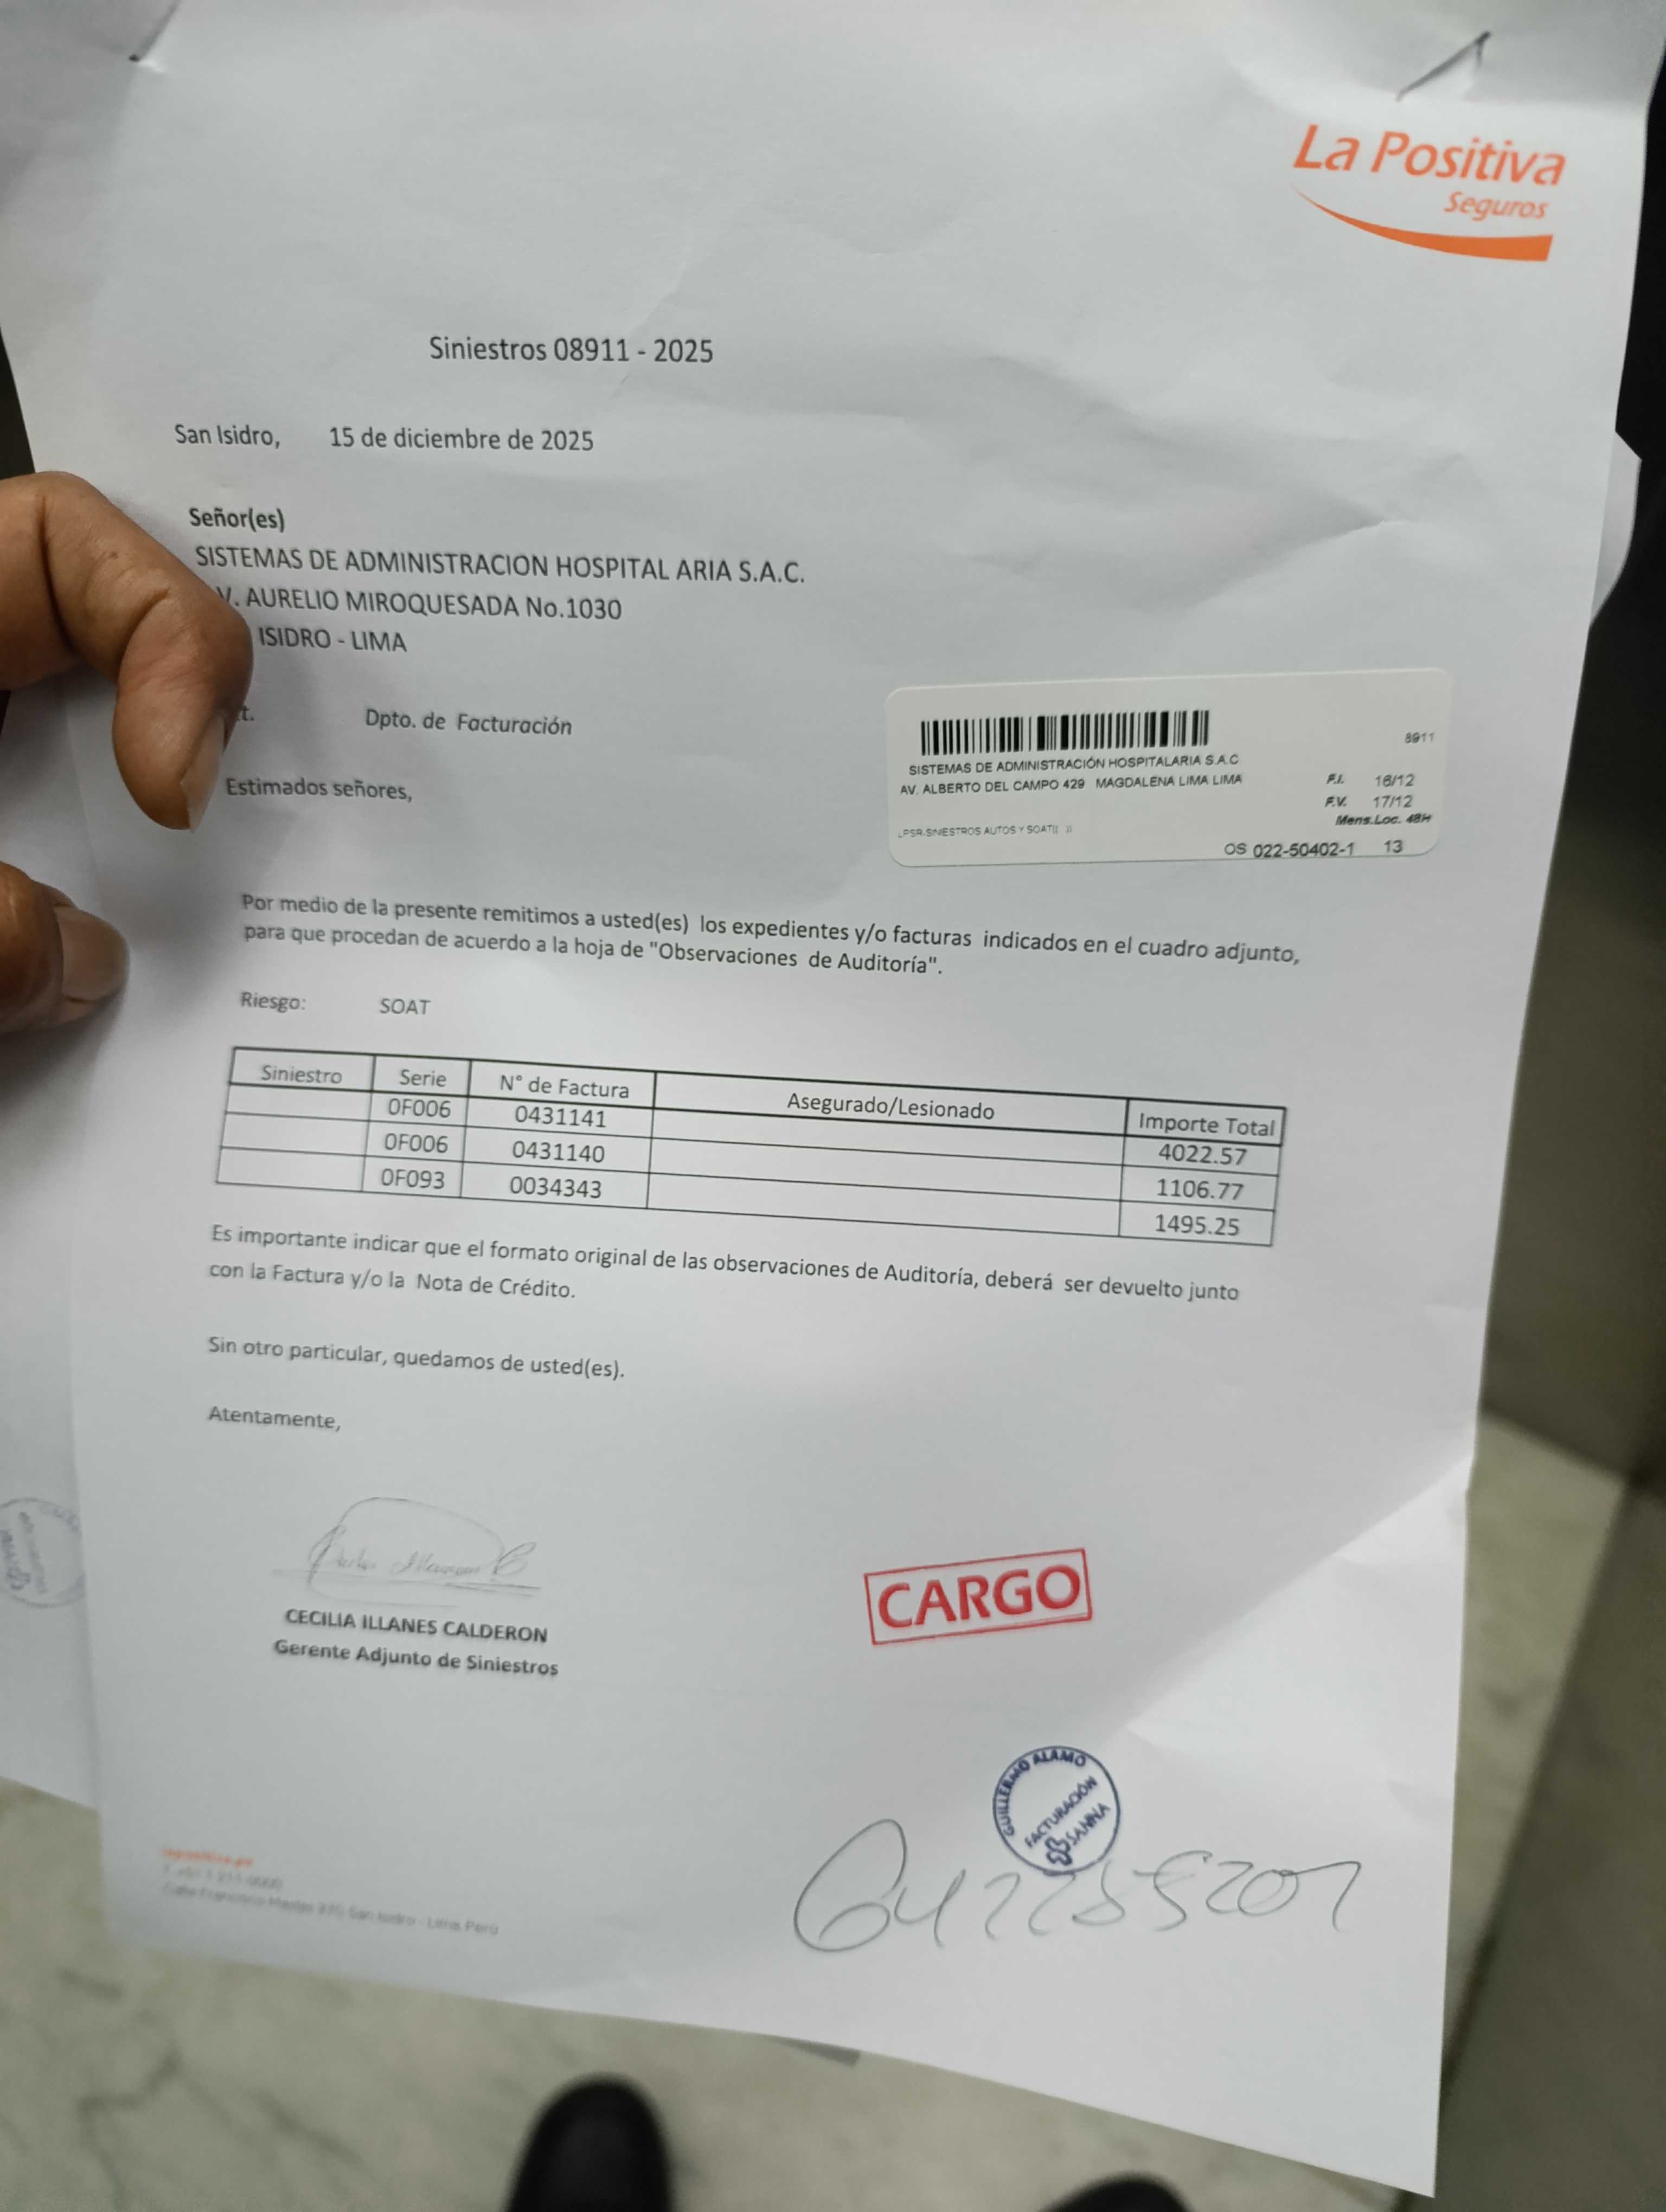 La Positiva
Seguros
Siniestros 08911 - 2025
San Isidro, 15 de diciembre de 2025
Señor(es)
SISTEMAS DE ADMINISTRACION HOSPITAL ARIA S.A.C.
V. AURELIO MIROQUESADA No.1030
ISIDRO - LIMA
t. Dpto. de Facturación
Estimados señores,
8911
SISTEMAS DE ADMINISTRACIÓN HOSPITALARIA S.A.C
AV. ALBERTO DEL CAMPO 429 MAGDALENA LIMA LIMA
F.I. 16/12
F.V. 17/12
Mens.Loc. 48H
LPSR.SINIESTROS AUTOS Y SOAT(( ))
OS 022-50402-1 13
Por medio de la presente remitimos a usted(es) los expedientes y/o facturas indicados en el cuadro adjunto,
para que procedan de acuerdo a la hoja de "Observaciones de Auditoría".
Riesgo: SOAT
Siniestro Serie N° de Factura Asegurado/Lesionado Importe Total
0F006 0431141 4022.57
0F006 0431140 1106.77
0F093 0034343 1495.25
Es importante indicar que el formato original de las observaciones de Auditoría, deberá ser devuelto junto
con la Factura y/o la Nota de Crédito.
Sin otro particular, quedamos de usted(es).
Atentamente,
CECILIA ILLANES CALDERON
Gerente Adjunto de Siniestros
CARGO
GUILLERMO ALAMO
FACTURACIÓN
SANNA
San Isidro - Lima, Perú